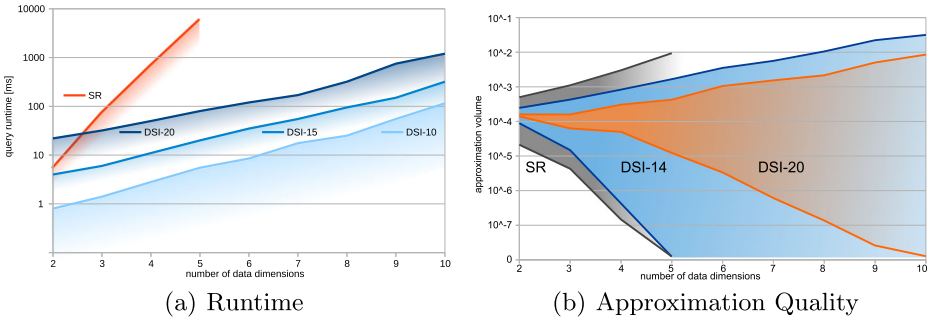 10000
1000
100
10
1
query runtime [ms]
SR
DSI-20
DSI-15
DSI-10
2 3 4 5 6 7 8 9 10
number of data dimensions
(a) Runtime
10^-1
10^-2
10^-3
10^-4
10^-5
10^-6
10^-7
0
approximation volume
SR
DSI-14
DSI-20
2 3 4 5 6 7 8 9 10
number of data dimensions
(b) Approximation Quality